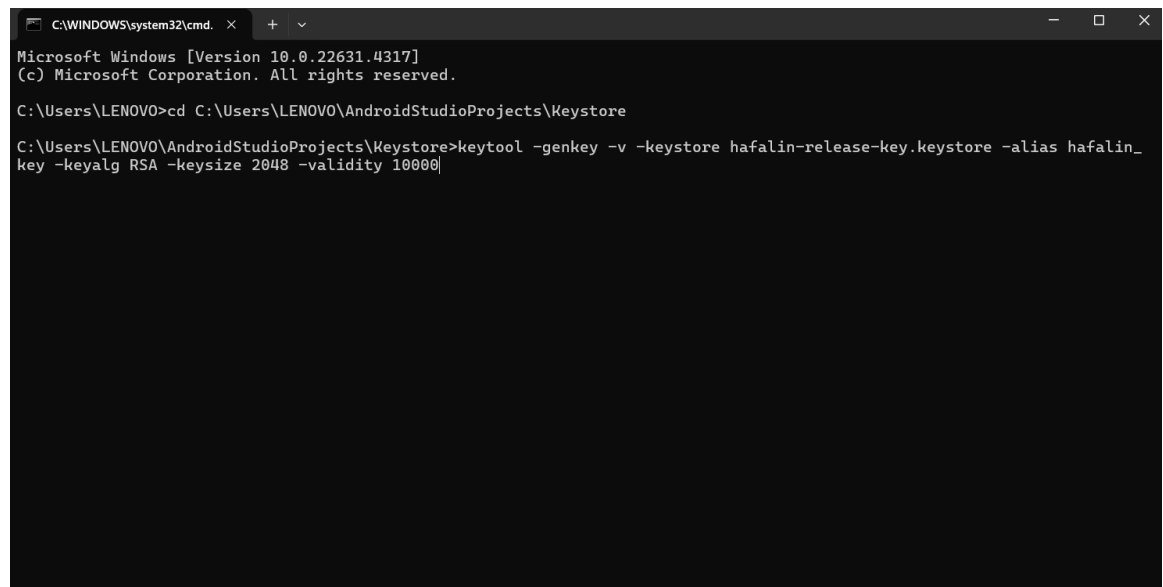 C:\WINDOWS\system32\cmd.
Microsoft Windows [Version 10.0.22631.4317]
(c) Microsoft Corporation. All rights reserved.
C:\Users\LENOVO>cd C:\Users\LENOVO\AndroidStudioProjects\Keystore
C:\Users\LENOVO\AndroidStudioProjects\Keystore>keytool -genkey -v -keystore hafalin-release-key.keystore -alias hafalin_
key -keyalg RSA -keysize 2048 -validity 10000